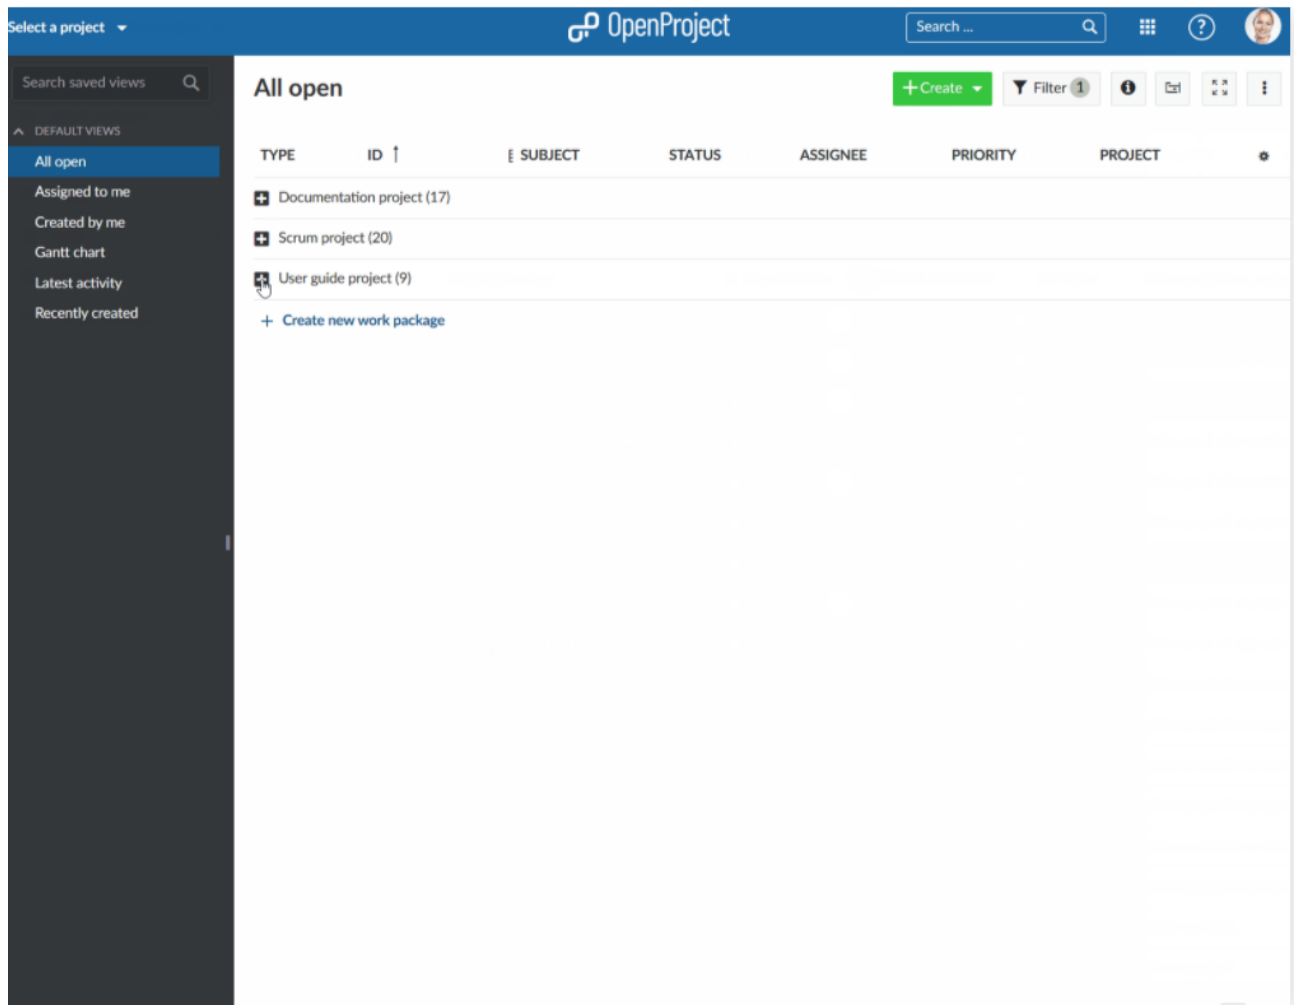 Select a project
OpenProject
Search ...
Search saved views
DEFAULT VIEWS
All open
Assigned to me
Created by me
Gantt chart
Latest activity
Recently created
All open
+ Create
Filter 1
TYPE ID SUBJECT STATUS ASSIGNEE PRIORITY PROJECT
Documentation project (17)
Scrum project (20)
User guide project (9)
+ Create new work package